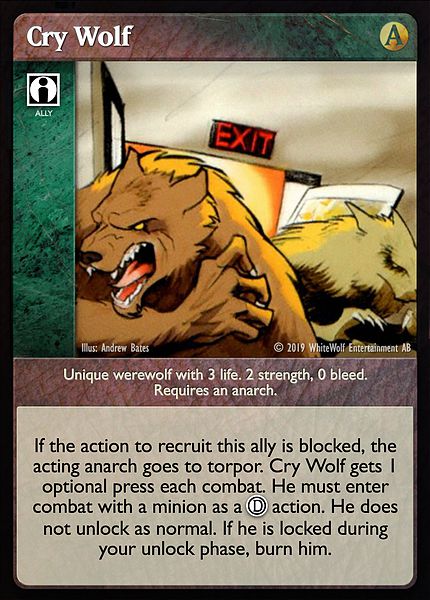 Cry Wolf
A
ALLY
EXIT
Illus: Andrew Bates
© 2019 WhiteWolf Entertainment AB
Unique werewolf with 3 life. 2 strength, 0 bleed.
Requires an anarch.
If the action to recruit this ally is blocked, the
acting anarch goes to torpor. Cry Wolf gets 1
optional press each combat. He must enter
combat with a minion as a Ⓓ action. He does
not unlock as normal. If he is locked during
your unlock phase, burn him.